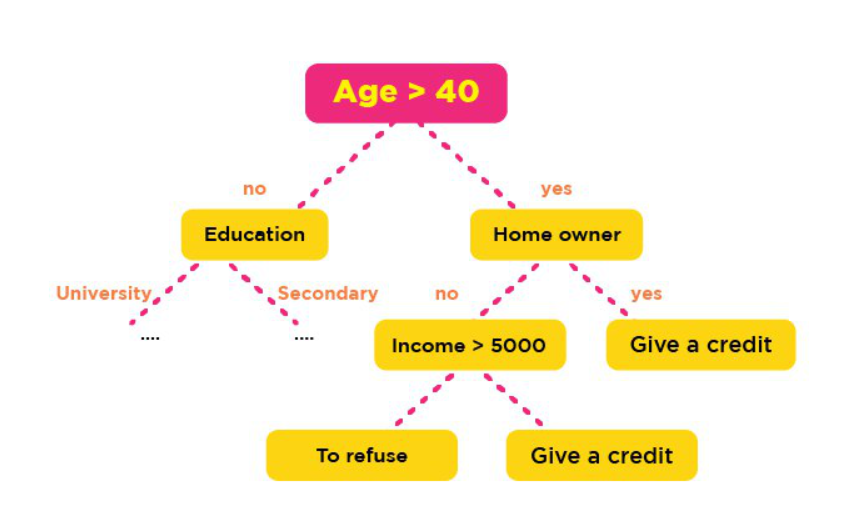 Age > 40
no
yes
Education
Home owner
University
Secondary
no
yes
....
....
Income > 5000
Give a credit
To refuse
Give a credit